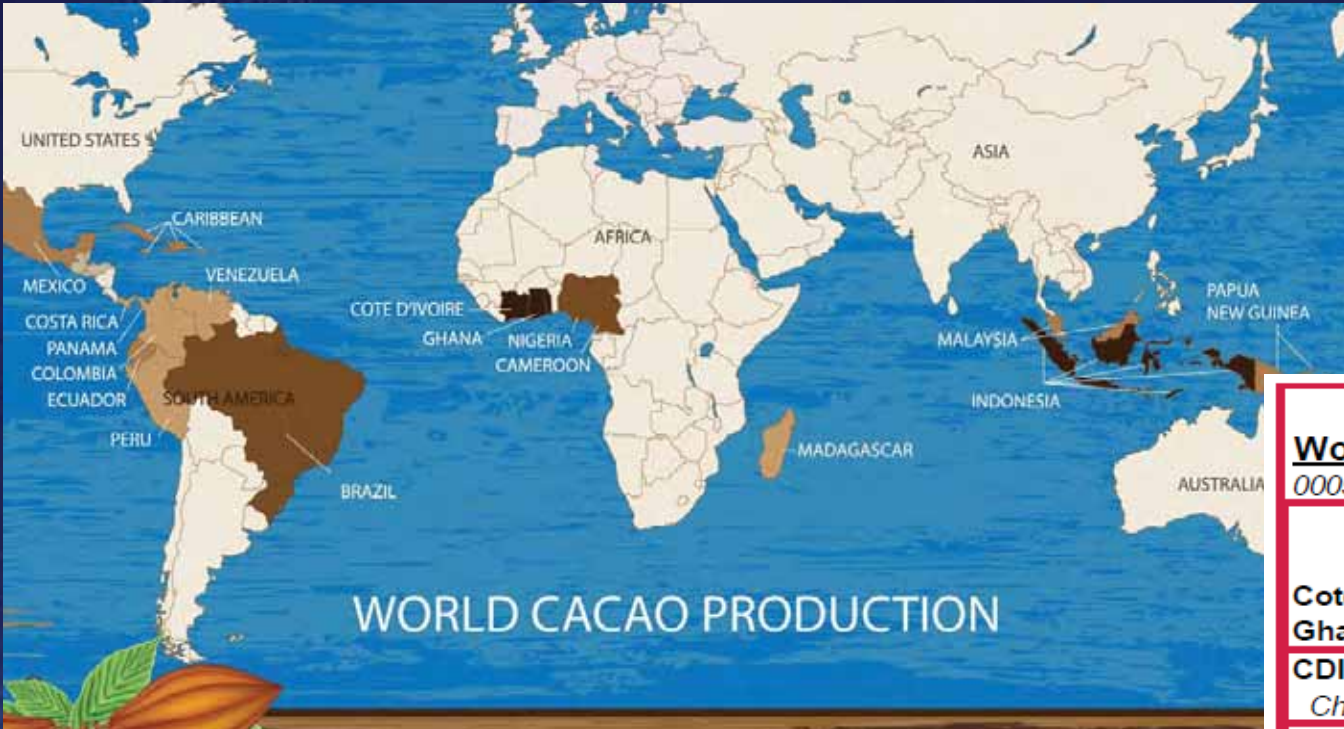 UNITED STATES
CARIBBEAN
MEXICO
VENEZUELA
COSTA RICA
PANAMA
COLOMBIA
ECUADOR
SOUTH AMERICA
PERU
BRAZIL
AFRICA
COTE D'IVOIRE
GHANA
NIGERIA
CAMEROON
MADAGASCAR
ASIA
MALAYSIA
INDONESIA
PAPUA
NEW GUINEA
AUSTRALIA
WORLD CACAO PRODUCTION
CDI